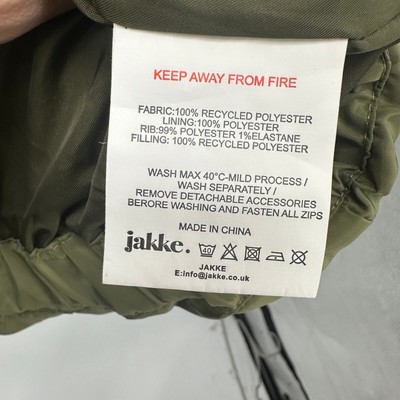 KEEP AWAY FROM FIRE
FABRIC:100% RECYCLED POLYESTER
LINING:100% POLYESTER
RIB:99% POLYESTER 1%ELASTANE
FILLING: 100% RECYCLED POLYESTER
WASH MAX 40°C-MILD PROCESS/
WASH SEPARATELY/
REMOVE DETACHABLE ACCESSORIES
BERORE WASHING AND FASTEN ALL ZIPS
MADE IN CHINA
jakke.
40
JAKKE
E:Info@jakke.co.uk